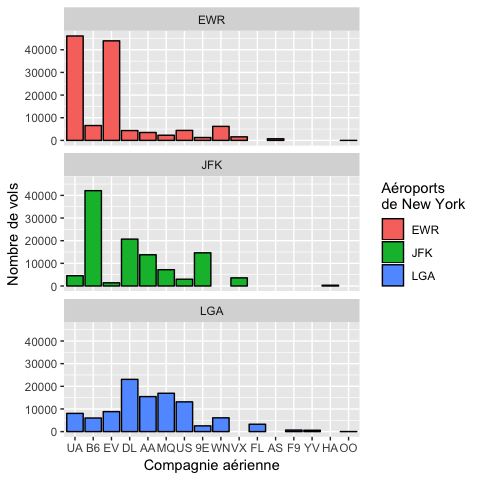 EWR
40000
30000
20000
10000
0
JFK
40000
30000
20000
10000
0
LGA
40000
30000
20000
10000
0
UA B6 EV DL AA MQ US 9E WN VX FL AS F9 YV HA OO
Compagnie aérienne
Nombre de vols
Aéroports
de New York
EWR
JFK
LGA